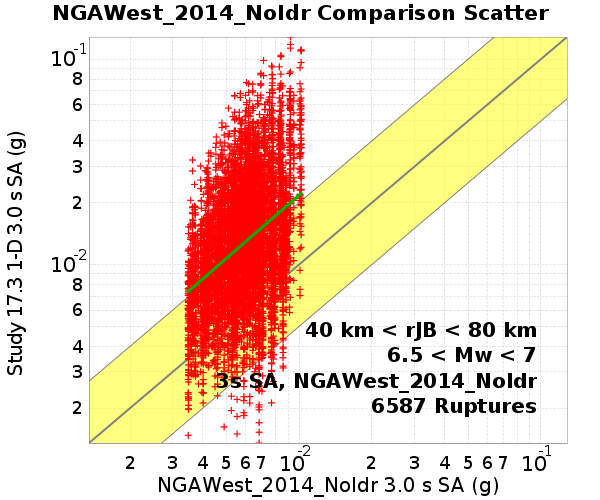 NGAWest_2014_NoIdr Comparison Scatter
10-1
8
6
4
3
2
10-2
8
6
4
3
2
Study 17.3 1-D 3.0 s SA (g)
40 km < rJB < 80 km
6.5 < Mw < 7
3s SA, NGAWest_2014_NoIdr
6587 Ruptures
2 3 4 5 6 7 10-2 2 3 4 5 6 7 10-1
NGAWest_2014_NoIdr 3.0 s SA (g)